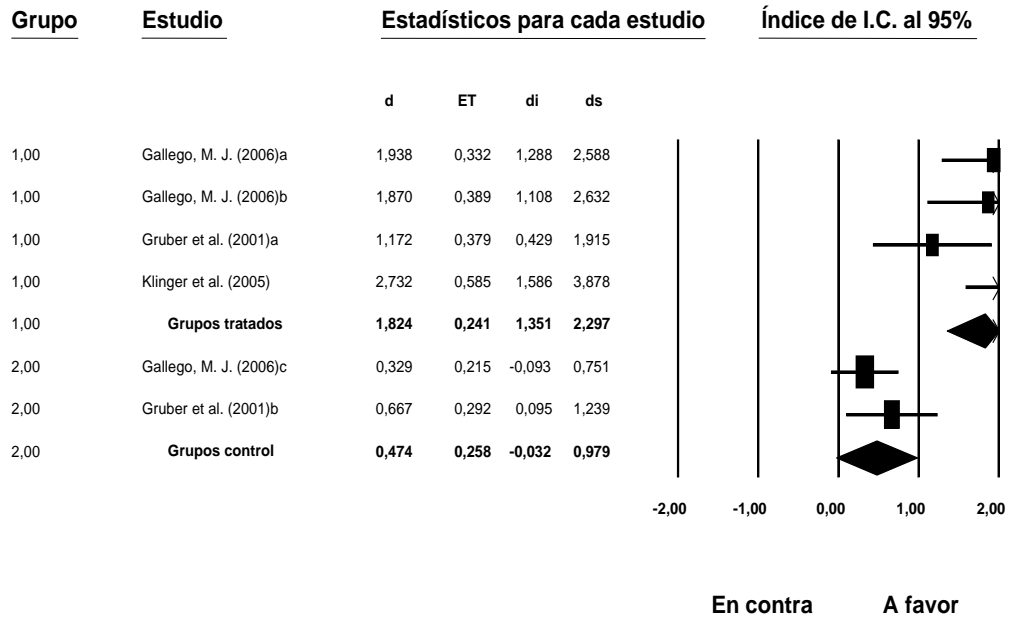 Grupo Estudio Estadísticos para cada estudio Índice de I.C. al 95%
d ET di ds
1,00 Gallego, M. J. (2006)a 1,938 0,332 1,288 2,588
1,00 Gallego, M. J. (2006)b 1,870 0,389 1,108 2,632
1,00 Gruber et al. (2001)a 1,172 0,379 0,429 1,915
1,00 Klinger et al. (2005) 2,732 0,585 1,586 3,878
1,00 Grupos tratados 1,824 0,241 1,351 2,297
2,00 Gallego, M. J. (2006)c 0,329 0,215 -0,093 0,751
2,00 Gruber et al. (2001)b 0,667 0,292 0,095 1,239
2,00 Grupos control 0,474 0,258 -0,032 0,979
-2,00 -1,00 0,00 1,00 2,00
En contra A favor